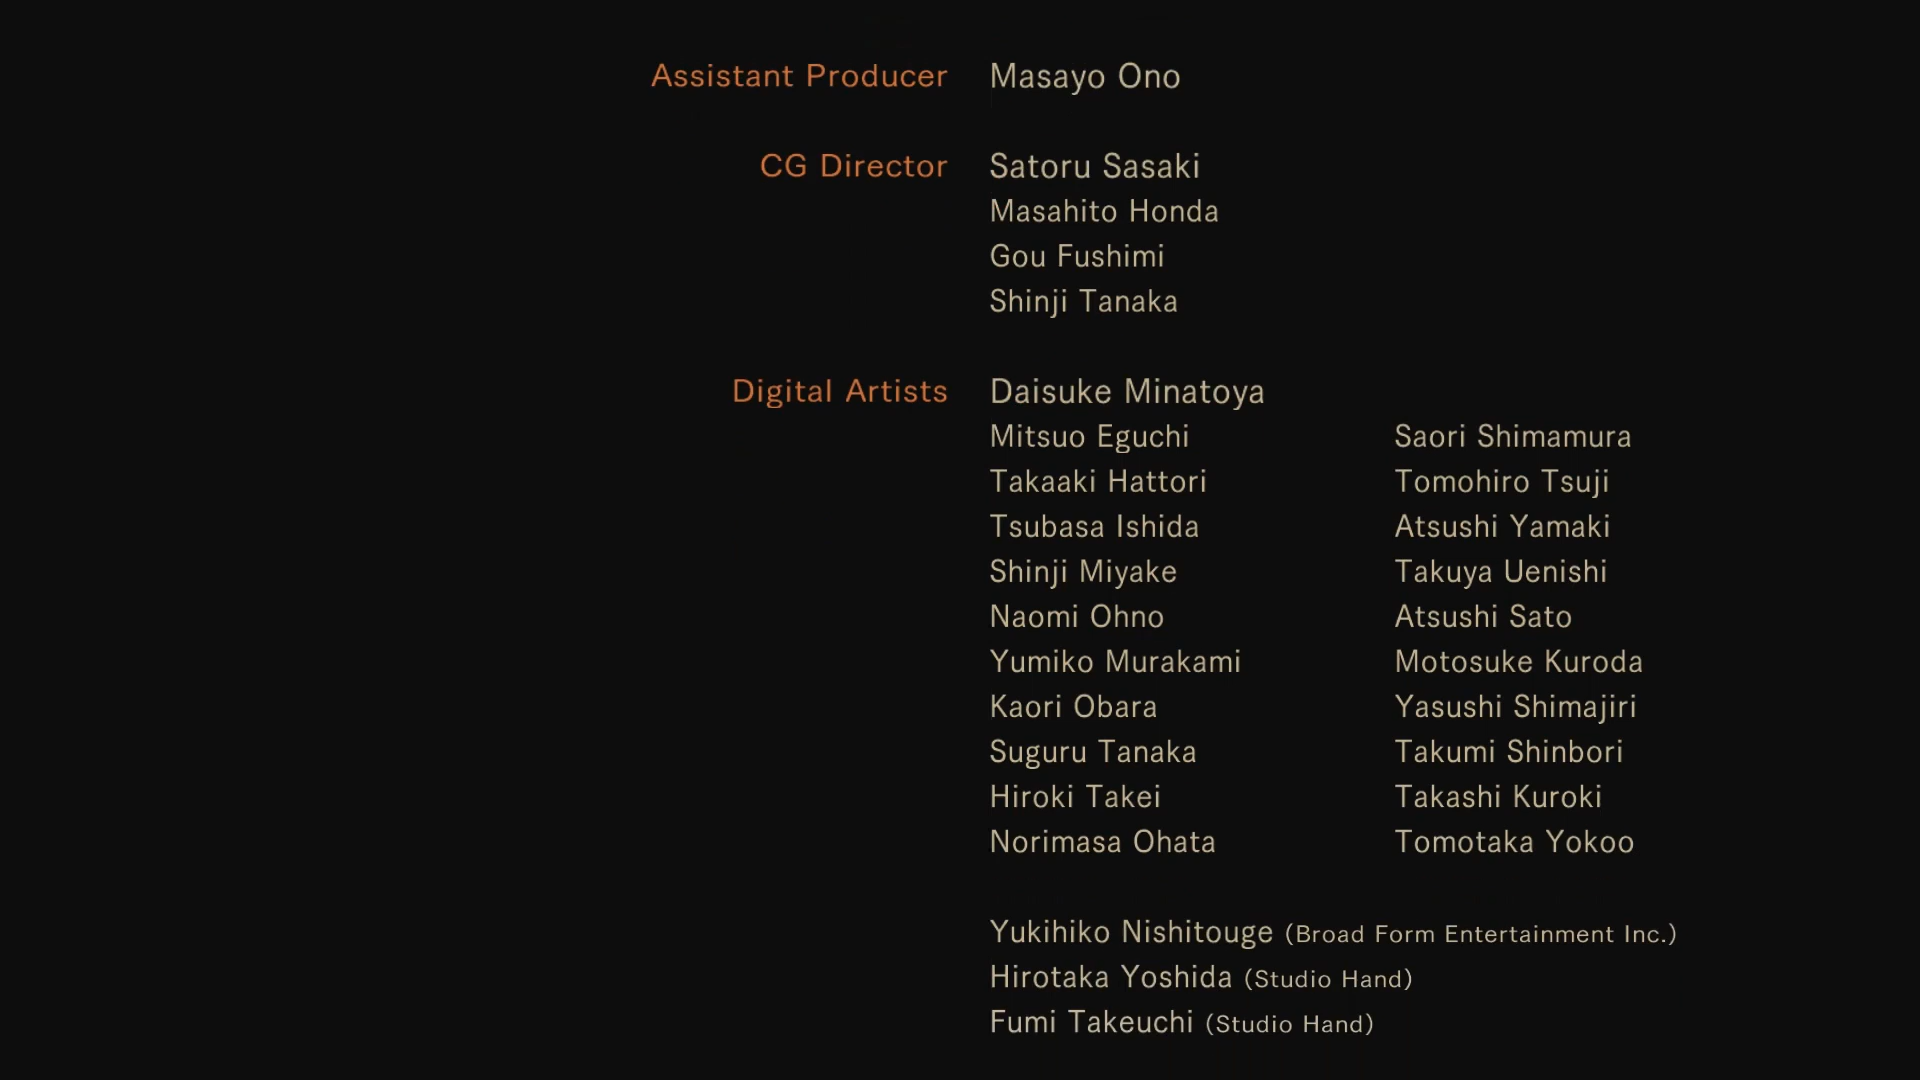 Assistant Producer Masayo Ono
CG Director Satoru Sasaki
Masahito Honda
Gou Fushimi
Shinji Tanaka
Digital Artists Daisuke Minatoya
Mitsuo Eguchi Saori Shimamura
Takaaki Hattori Tomohiro Tsuji
Tsubasa Ishida Atsushi Yamaki
Shinji Miyake Takuya Uenishi
Naomi Ohno Atsushi Sato
Yumiko Murakami Motosuke Kuroda
Kaori Obara Yasushi Shimajiri
Suguru Tanaka Takumi Shinbori
Hiroki Takei Takashi Kuroki
Norimasa Ohata Tomotaka Yokoo
Yukihiko Nishitouge (Broad Form Entertainment Inc.)
Hirotaka Yoshida (Studio Hand)
Fumi Takeuchi (Studio Hand)